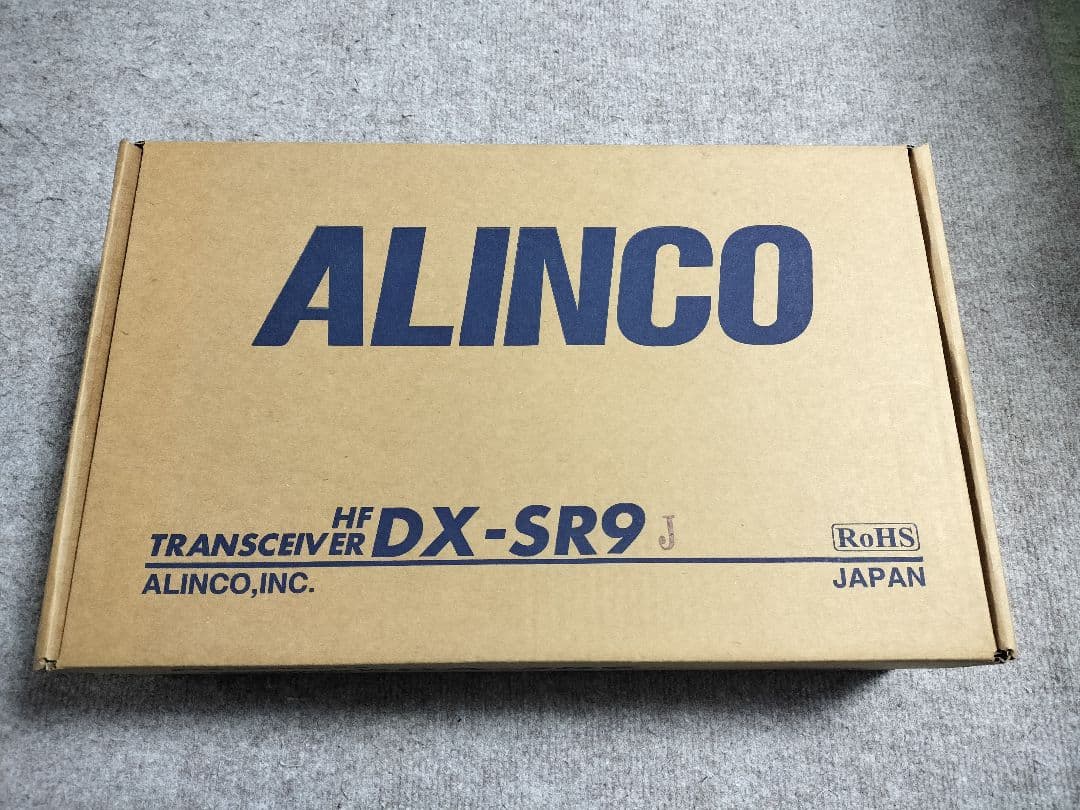 ALINCO
HF
TRANSCEIVER DX-SR9 J
RoHS
ALINCO,INC.
JAPAN